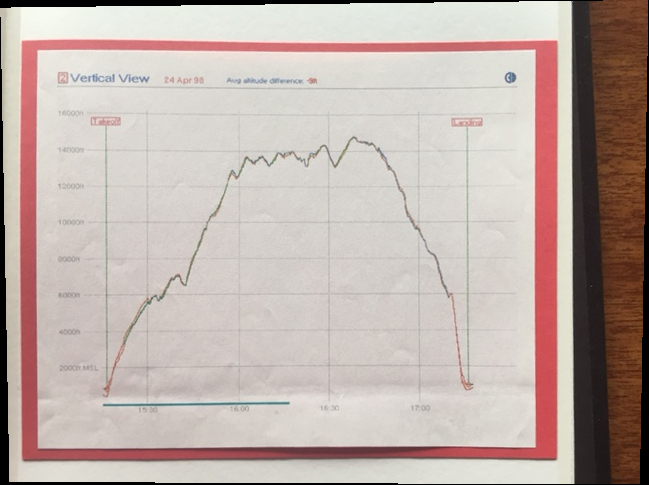 2 Vertical View 24 Apr 98 Avg altitude difference: -9ft
16000ft
Takeoff Landing
14000ft
12000ft
10000ft
8000ft
6000ft
4000ft
2000ft MSL
15:30 16:00 16:30 17:00